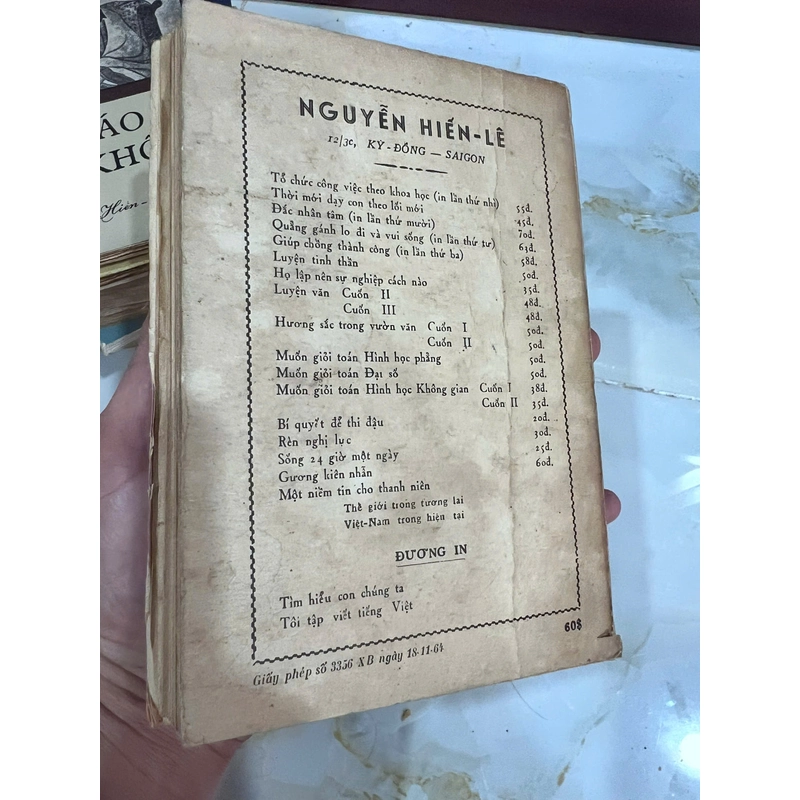 NGUYỄN HIẾN-LÊ
12/3c, KỲ-ĐỒNG — SAIGON
Tổ chức công việc theo khoa học (in lần thứ nhì) 55đ.
Thời mới dạy con theo lối mới 45đ.
Đắc nhân tâm (in lần thứ mười) 70đ.
Quẳng gánh lo đi và vui sống (in lần thứ tư) 63đ.
Giúp chồng thành công (in lần thứ ba) 58đ.
Luyện tinh thần 50đ.
Họ lập nên sự nghiệp cách nào 35đ.
Luyện văn Cuốn II 48đ.
Cuốn III 48đ.
Hương sắc trong vườn văn Cuốn I 50đ.
Cuốn II 50đ.
Muốn giỏi toán Hình học phẳng 50đ.
Muốn giỏi toán Đại số 50đ.
Muốn giỏi toán Hình học Không gian Cuốn I 38đ.
Cuốn II 35đ.
Bí quyết để thi đậu 20đ.
Rèn nghị lục 30đ.
Sống 24 giờ một ngày 25đ.
Gương kiên nhẫn 60đ.
Một niềm tin cho thanh niên
Thế giới trong tương lai
Việt-Nam trong hiện tại
ĐƯƠNG IN
Tìm hiểu con chúng ta
Tôi tập viết tiếng Việt
60$
Giấy phép số 3356 XB ngày 18-11-64
ÁO
KHỔ
Hiến-